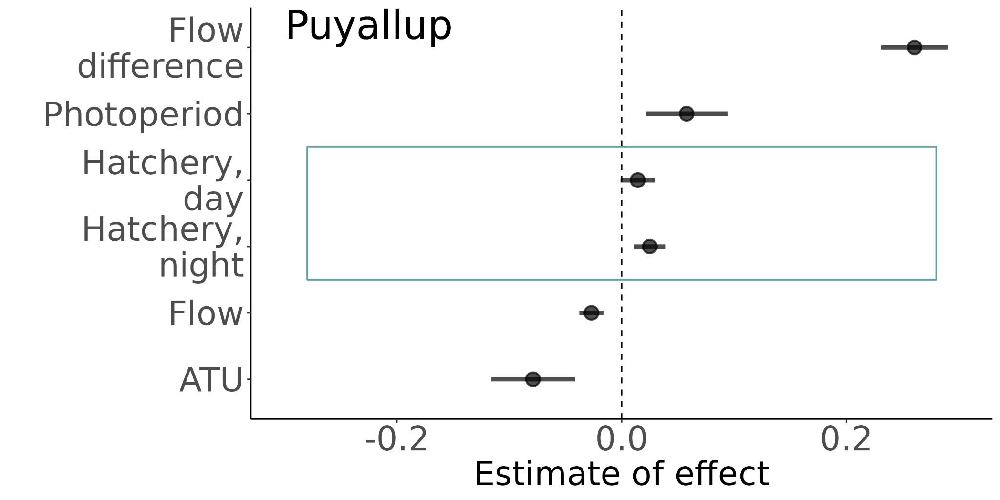 Puyallup
Flow
difference
Photoperiod
Hatchery,
day
Hatchery,
night
Flow
ATU
-0.2
0.0
0.2
Estimate of effect